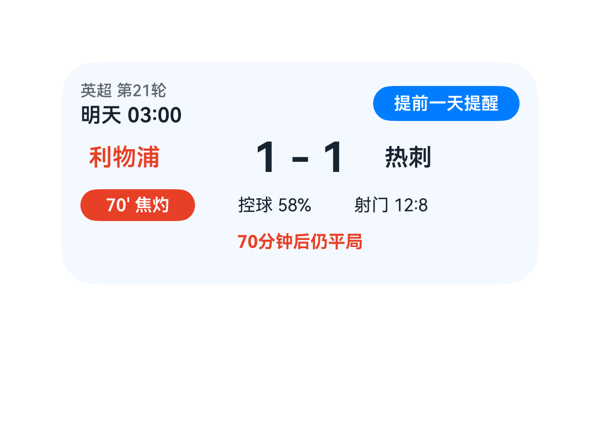 英超 第21轮
明天 03:00
提前一天提醒
利物浦 1 - 1 热刺
70' 焦灼 控球 58% 射门 12:8
70分钟后仍平局